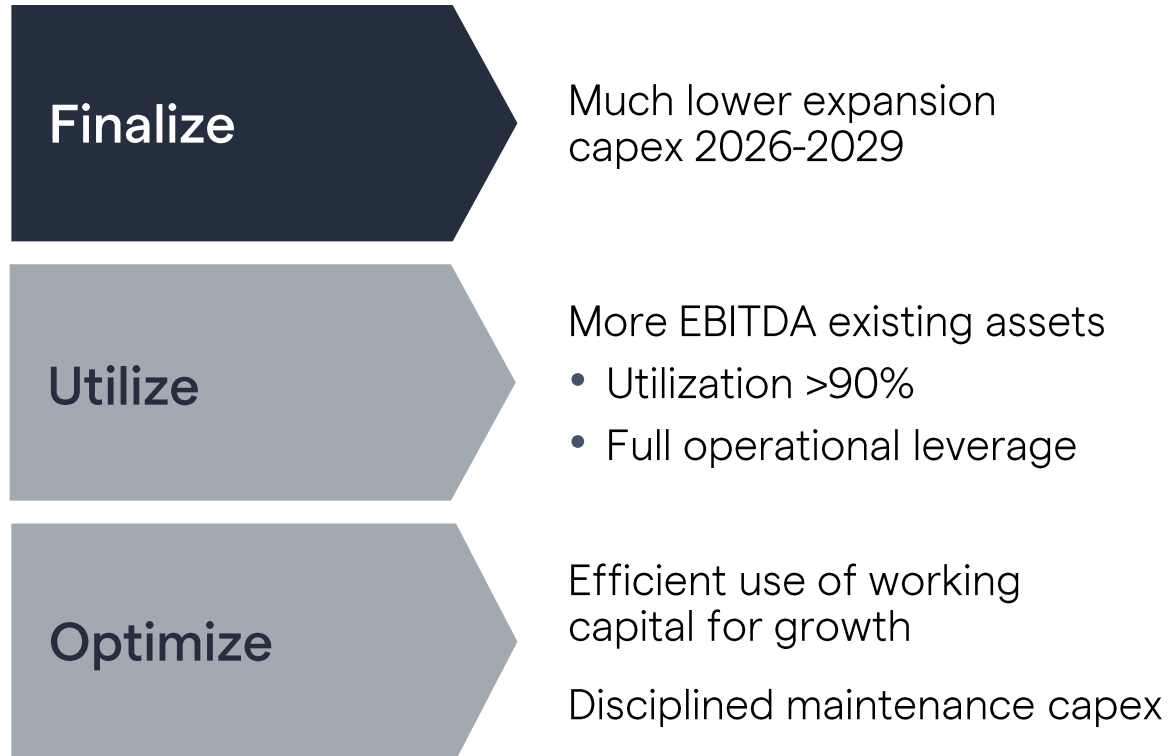 Finalize
Much lower expansion
capex 2026-2029
Utilize
More EBITDA existing assets
• Utilization >90%
• Full operational leverage
Optimize
Efficient use of working
capital for growth
Disciplined maintenance capex